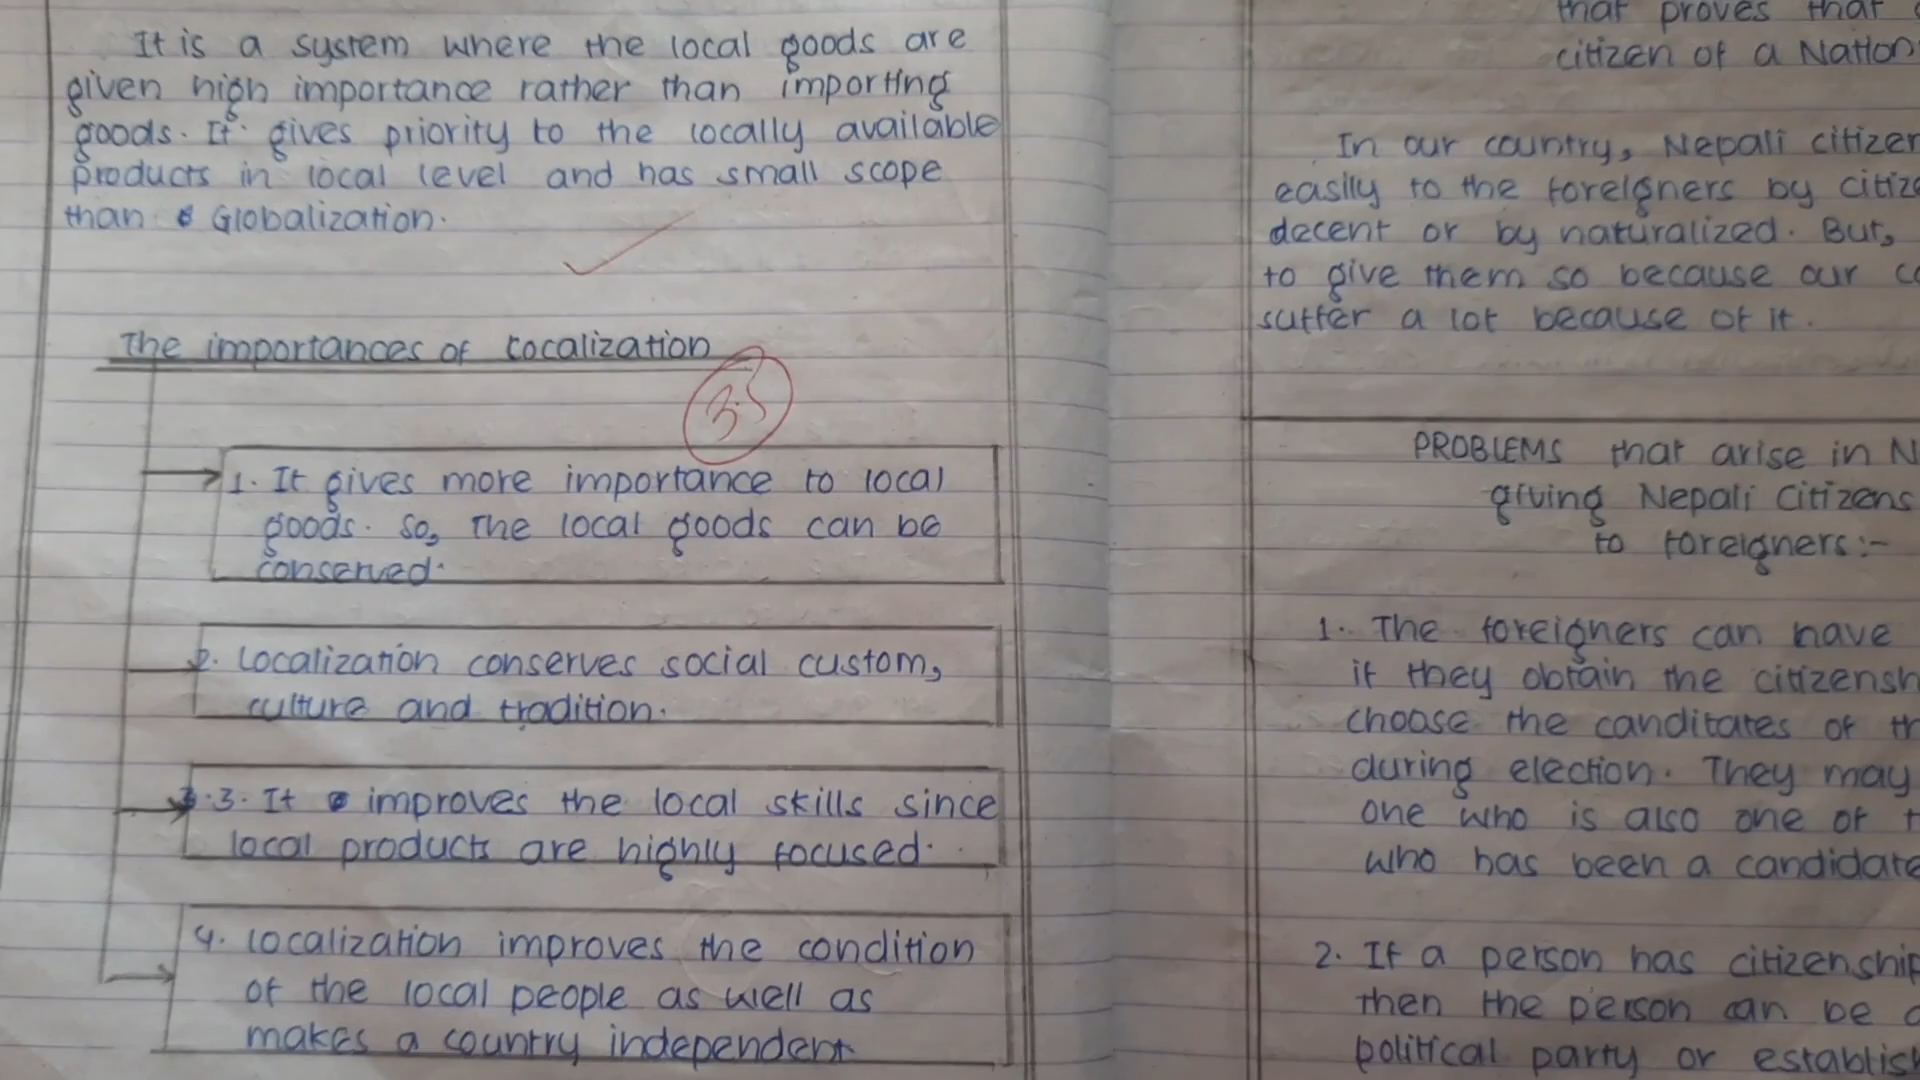 It is a system where the local goods are
given high importance rather than importing
goods. It gives priority to the locally available
products in local level and has small scope
than Globalization.
The importances of Localization
3.5
1. It gives more importance to local
goods. So, the local goods can be
conserved.
2. Localization conserves social custom,
culture and tradition.
3. It improves the local skills since
local products are highly focused.
4. Localization improves the condition
of the local people as well as
makes a country independent
that proves that
citizen of a Nation
In our country, Nepali citizen
easily to the foreigners by
decent or by naturalized. But,
to give them so because our
suffer a lot because of it.
PROBLEMS that arise in N
giving Nepali Citizens
to foreigners:-
1. The foreigners can have
if they obtain the citizensh
choose the canditates of th
during election. They may
one who is also one of t
who has been a candidate
2. If a person has citizenship
then the person can be
political party or establis